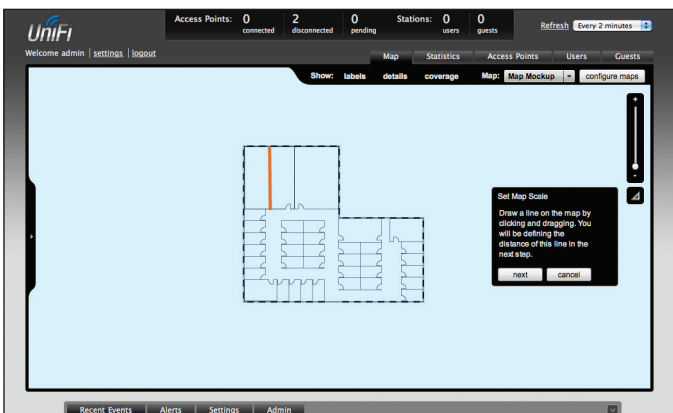 UniFi
Access Points: 0 connected 2 disconnected 0 pending Stations: 0 users 0 guests
Refresh Every 2 minutes
Welcome admin | settings | logout
Map Statistics Access Points Users Guests
Show: labels details coverage Map: Map Mockup configure maps
+
-
Set Map Scale
Draw a line on the map by
clicking and dragging. You
will be defining the
distance of this line in the
next step.
next cancel
Recent Events Alerts Settings Admin